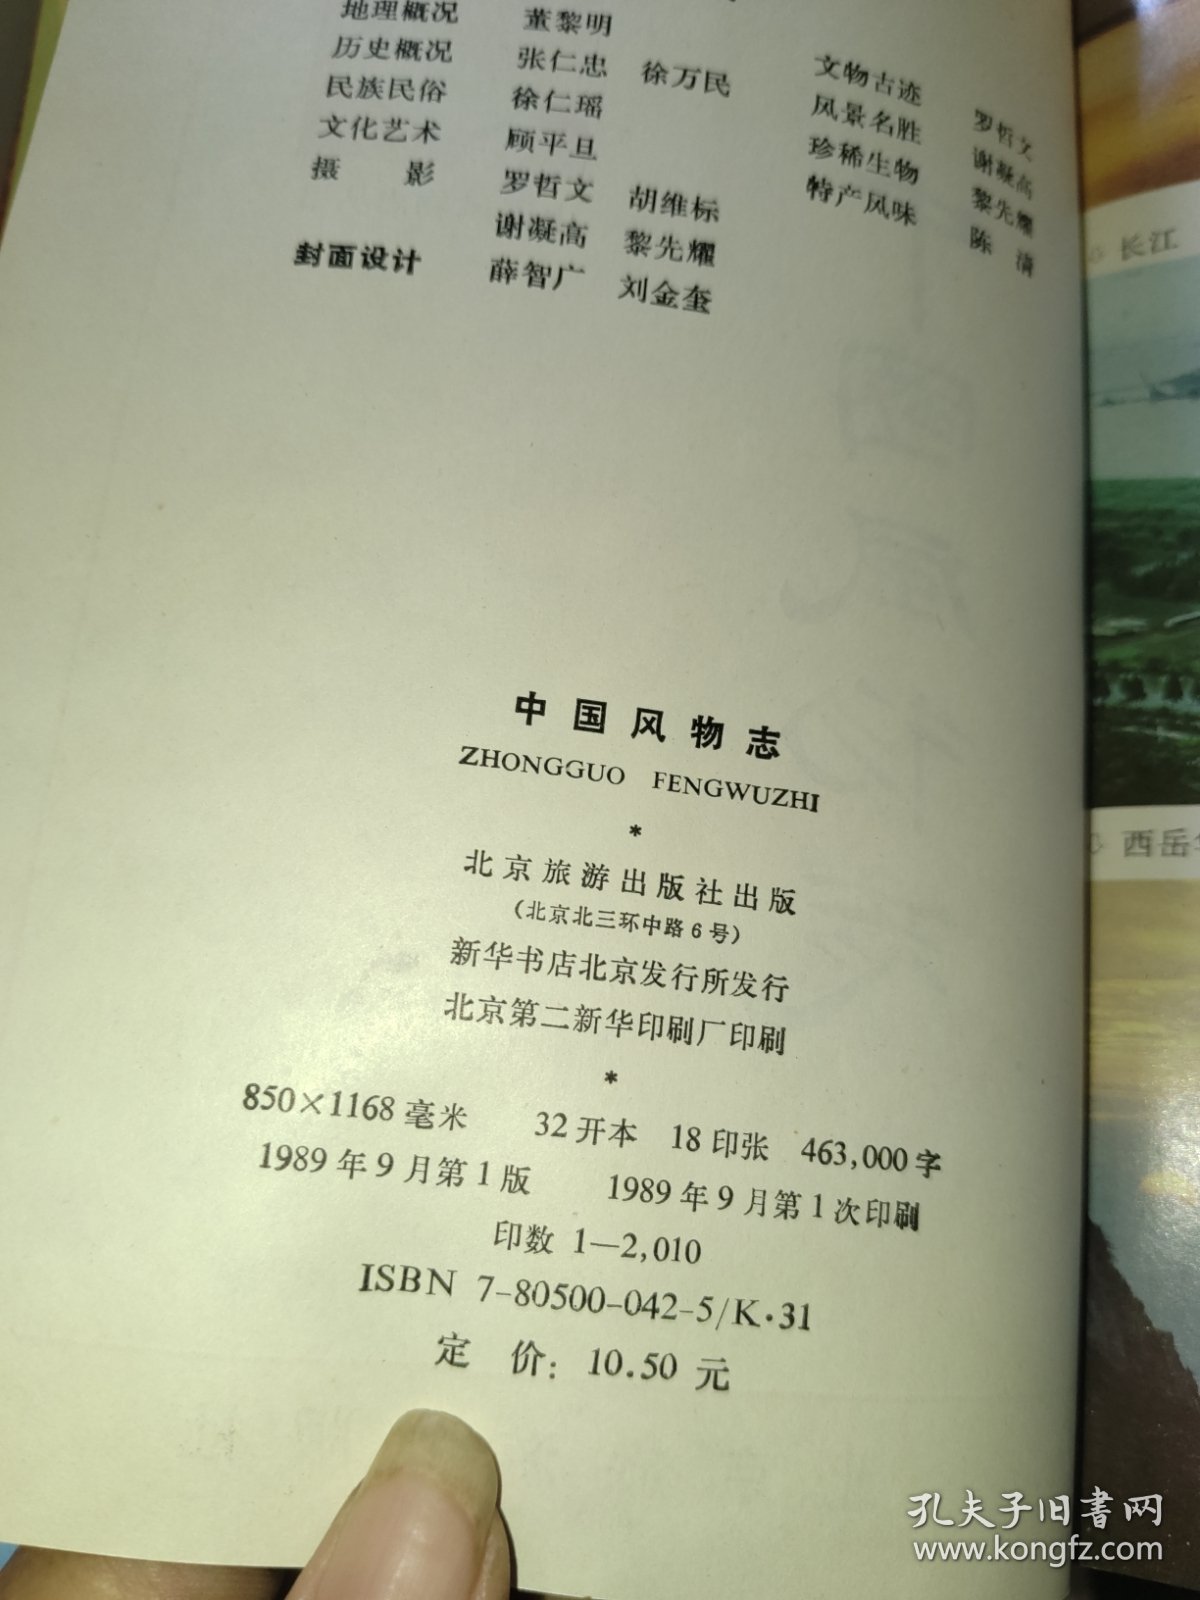 地理概况 董黎明
历史概况 张仁忠 徐万民
民族民俗 徐仁瑶
文化艺术 顾平旦
摄 影 罗哲文 胡维标
谢凝高 黎先耀
封面设计 薛智广 刘金奎
文物古迹 罗哲文
风景名胜 谢凝高
珍稀生物 黎先耀
特产风味 陈 清
中国风物志
ZHONGGUO FENGWUZHI
*
北京旅游出版社出版
(北京北三环中路6号)
新华书店北京发行所发行
北京第二新华印刷厂印刷
*
850×1168毫米 32开本 18印张 463,000字
1989年9月第1版 1989年9月第1次印刷
印数 1—2,010
ISBN 7-80500-042-5/K·31
定 价: 10.50 元
长江
西岳
孔夫子旧书网
www.kongfz.com